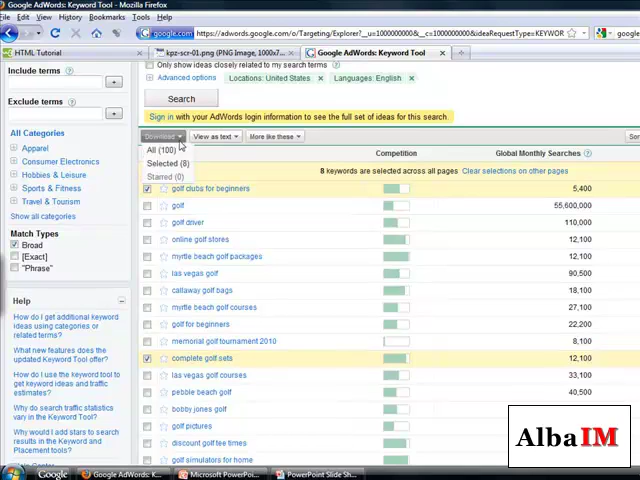 Google AdWords: Keyword Tool - Mozilla Firefox
Edit View History Bookmarks Tools Help
google.com
https://adwords.google.com/o/Targeting/Explorer?__u=1000000000&__c=1000000000&ideaRequestType=KEYWOR
HTML Tutorial
kpz-scr-01.png (PNG Image, 1000x7...
Google AdWords: Keyword Tool
Include terms
Exclude terms
All Categories
Apparel
Consumer Electronics
Hobbies & Leisure
Sports & Fitness
Travel & Tourism
Show all categories
Match Types
Broad
[Exact]
"Phrase"
Help
How do I get additional keyword
ideas using categories or
related terms?
What new features does the
updated Keyword Tool offer?
How do I use the keyword tool to
get keyword ideas and traffic
estimates?
Why do search traffic statistics
vary in the Keyword Tool?
Why would I add stars to search
results in the Keyword and
Placement tools?
Only show ideas closely related to my search terms
Advanced options
Locations: United States
Languages: English
Search
Sign in with your AdWords login information to see the full set of ideas for this search.
Download
View as text
More like these
All (100)
Selected (8)
Starred (0)
Competition
Global Monthly Searches
8 keywords are selected across all pages Clear selections on other pages
golf clubs for beginners 5,400
golf 55,600,000
golf driver 110,000
online golf stores 12,100
myrtle beach golf packages 12,100
las vegas golf 90,500
callaway golf bags 18,100
myrtle beach golf courses 27,100
golf for beginners 22,200
memorial golf tournament 2010 8,100
complete golf sets 12,100
las vegas golf courses 33,100
pebble beach golf 40,500
bobby jones golf
golf pictures
discount golf tee times
golf simulators for home
AlbaIM
Google
Google AdWords: Ke...
Microsoft PowerPoi...
PowerPoint Slide Sh...